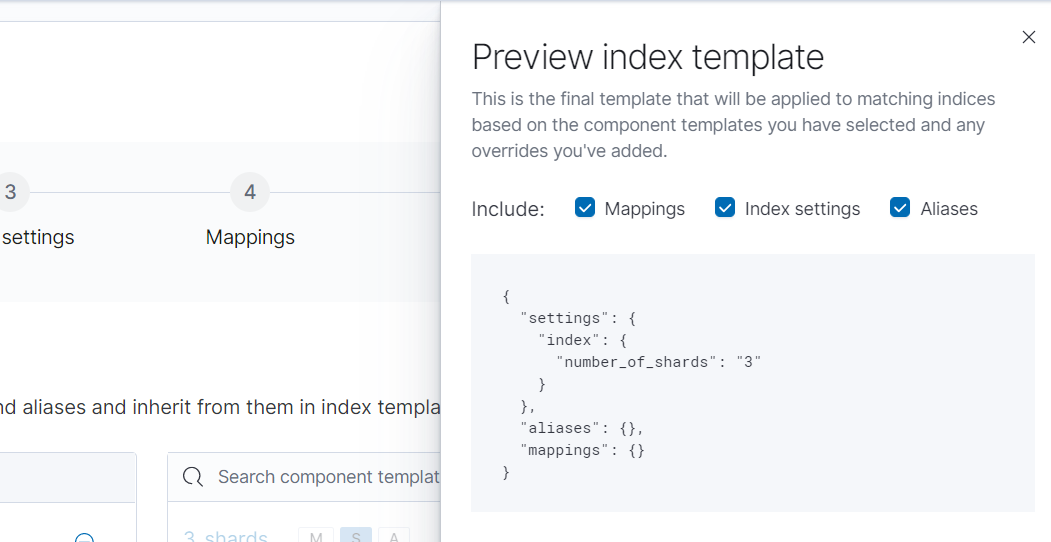 Preview index template
This is the final template that will be applied to matching indices
based on the component templates you have selected and any
overrides you've added.
Include: Mappings Index settings Aliases
{
  "settings": {
    "index": {
      "number_of_shards": "3"
    }
  },
  "aliases": {},
  "mappings": {}
}
3 4
settings Mappings
nd aliases and inherit from them in index templa
Search component templat
3_shards M S A